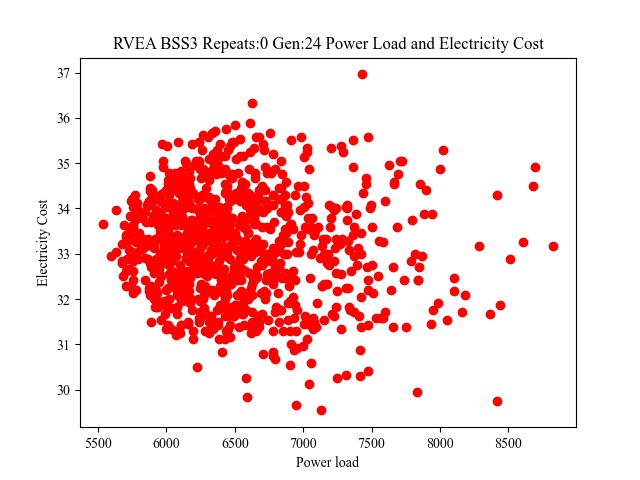 RVEA BSS3 Repeats:0 Gen:24 Power Load and Electricity Cost
37
36
35
34
33
32
31
30
Electricity Cost
5500 6000 6500 7000 7500 8000 8500
Power load